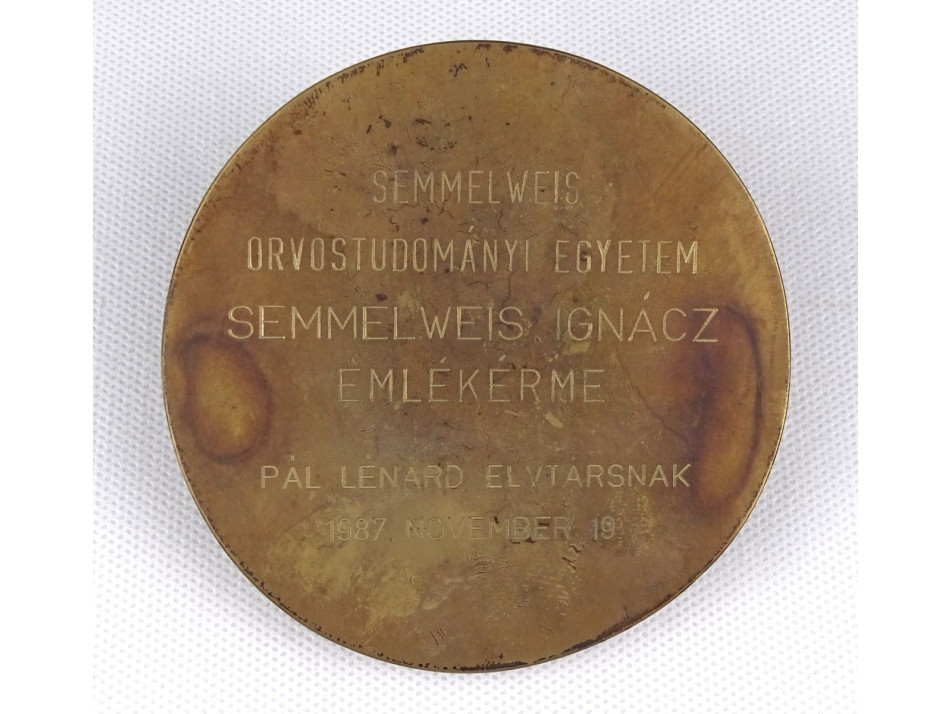 SEMMELWEIS
ORVOSTUDOMÁNYI EGYETEM
SEMMELWEIS IGNÁCZ
EMLÉKÉRME
PÁL LÉNÁRD ELVTÁRSNAK
1987. NOVEMBER 19